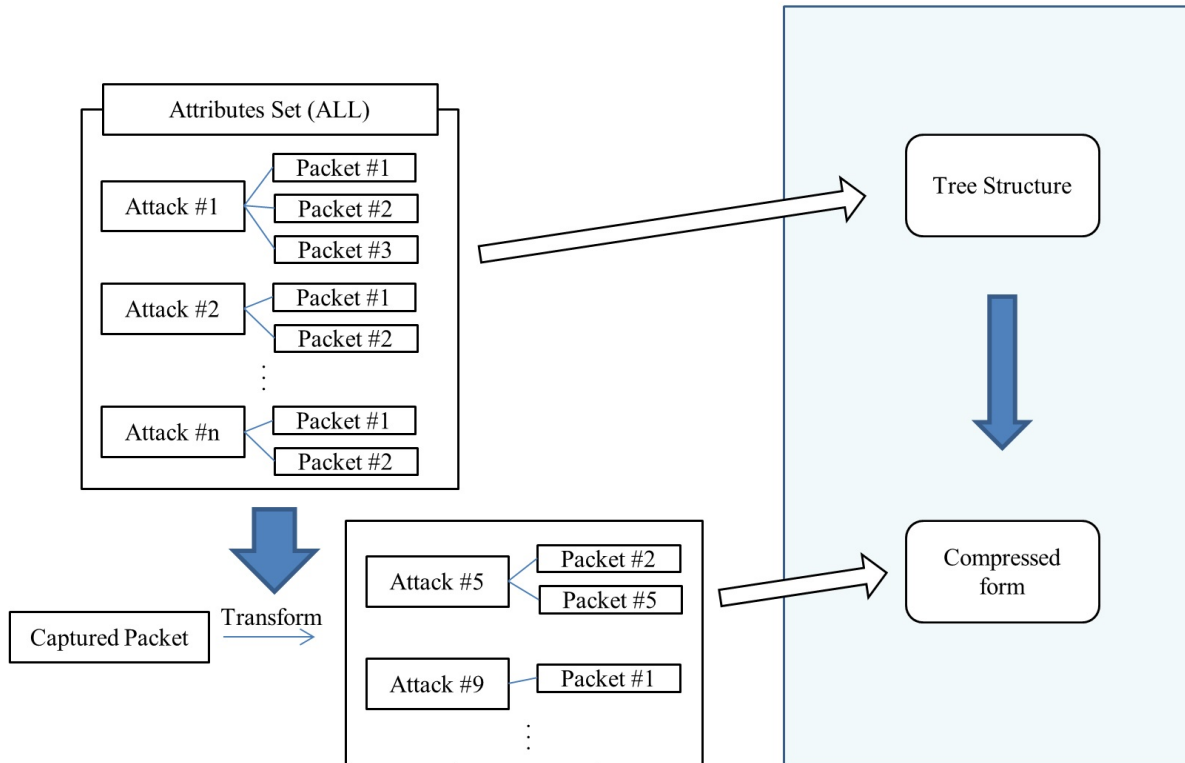 Attributes Set (ALL)
Attack #1
Packet #1
Packet #2
Packet #3
Attack #2
Packet #1
Packet #2
Attack #n
Packet #1
Packet #2
Tree Structure
Captured Packet
Transform
Attack #5
Packet #2
Packet #5
Attack #9
Packet #1
Compressed
form